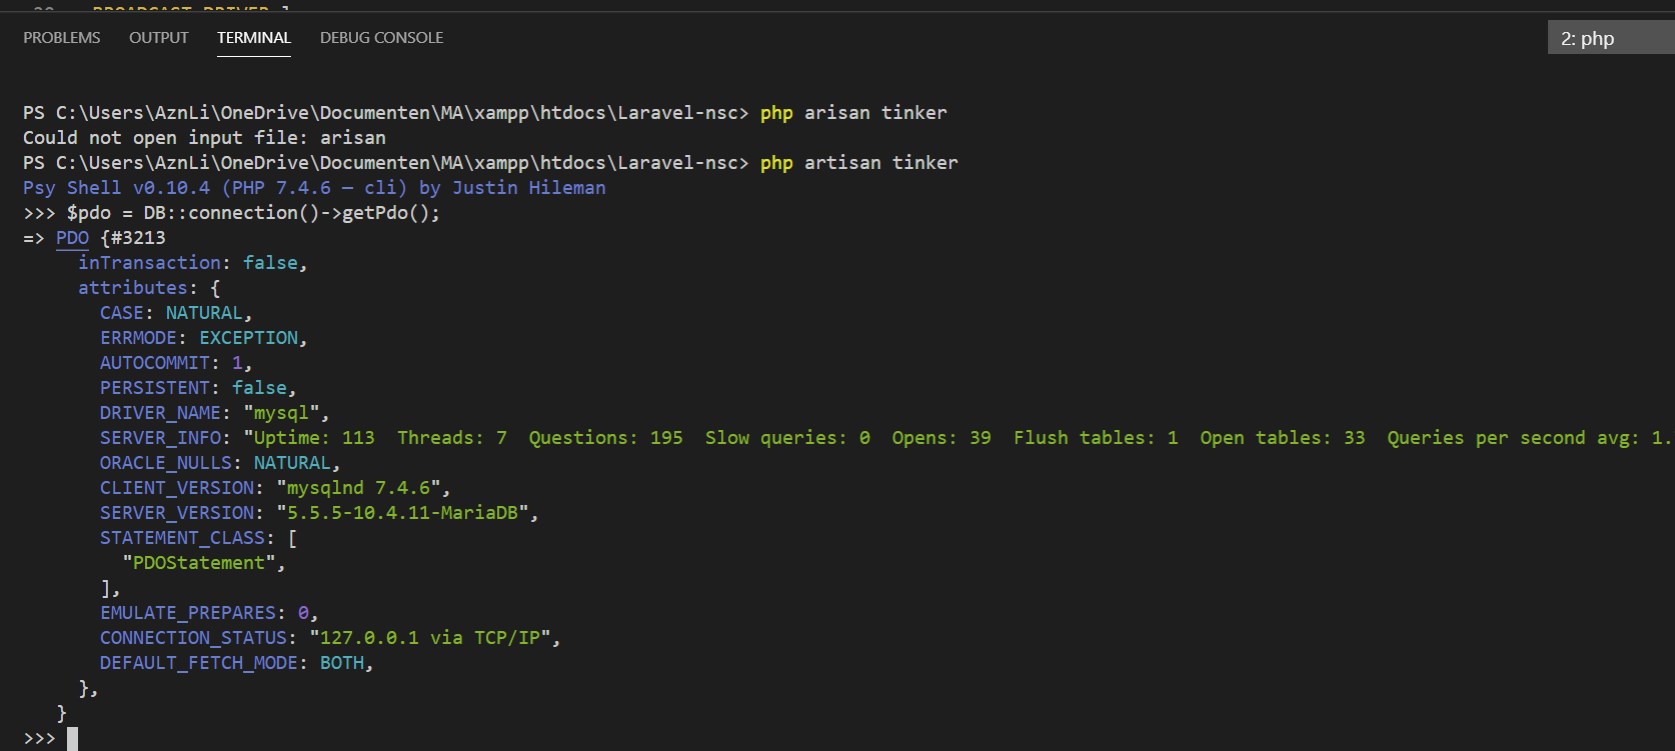 PROBLEMS OUTPUT TERMINAL DEBUG CONSOLE 2: php
PS C:\Users\AznLi\OneDrive\Documenten\MA\xampp\htdocs\Laravel-nsc> php arisan tinker
Could not open input file: arisan
PS C:\Users\AznLi\OneDrive\Documenten\MA\xampp\htdocs\Laravel-nsc> php artisan tinker
Psy Shell v0.10.4 (PHP 7.4.6 — cli) by Justin Hileman
>>> $pdo = DB::connection()->getPdo();
=> PDO {#3213
inTransaction: false,
attributes: {
CASE: NATURAL,
ERRMODE: EXCEPTION,
AUTOCOMMIT: 1,
PERSISTENT: false,
DRIVER_NAME: "mysql",
SERVER_INFO: "Uptime: 113  Threads: 7  Questions: 195  Slow queries: 0  Opens: 39  Flush tables: 1  Open tables: 33  Queries per second avg: 1.
ORACLE_NULLS: NATURAL,
CLIENT_VERSION: "mysqlnd 7.4.6",
SERVER_VERSION: "5.5.5-10.4.11-MariaDB",
STATEMENT_CLASS: [
"PDOStatement",
],
EMULATE_PREPARES: 0,
CONNECTION_STATUS: "127.0.0.1 via TCP/IP",
DEFAULT_FETCH_MODE: BOTH,
},
}
>>>